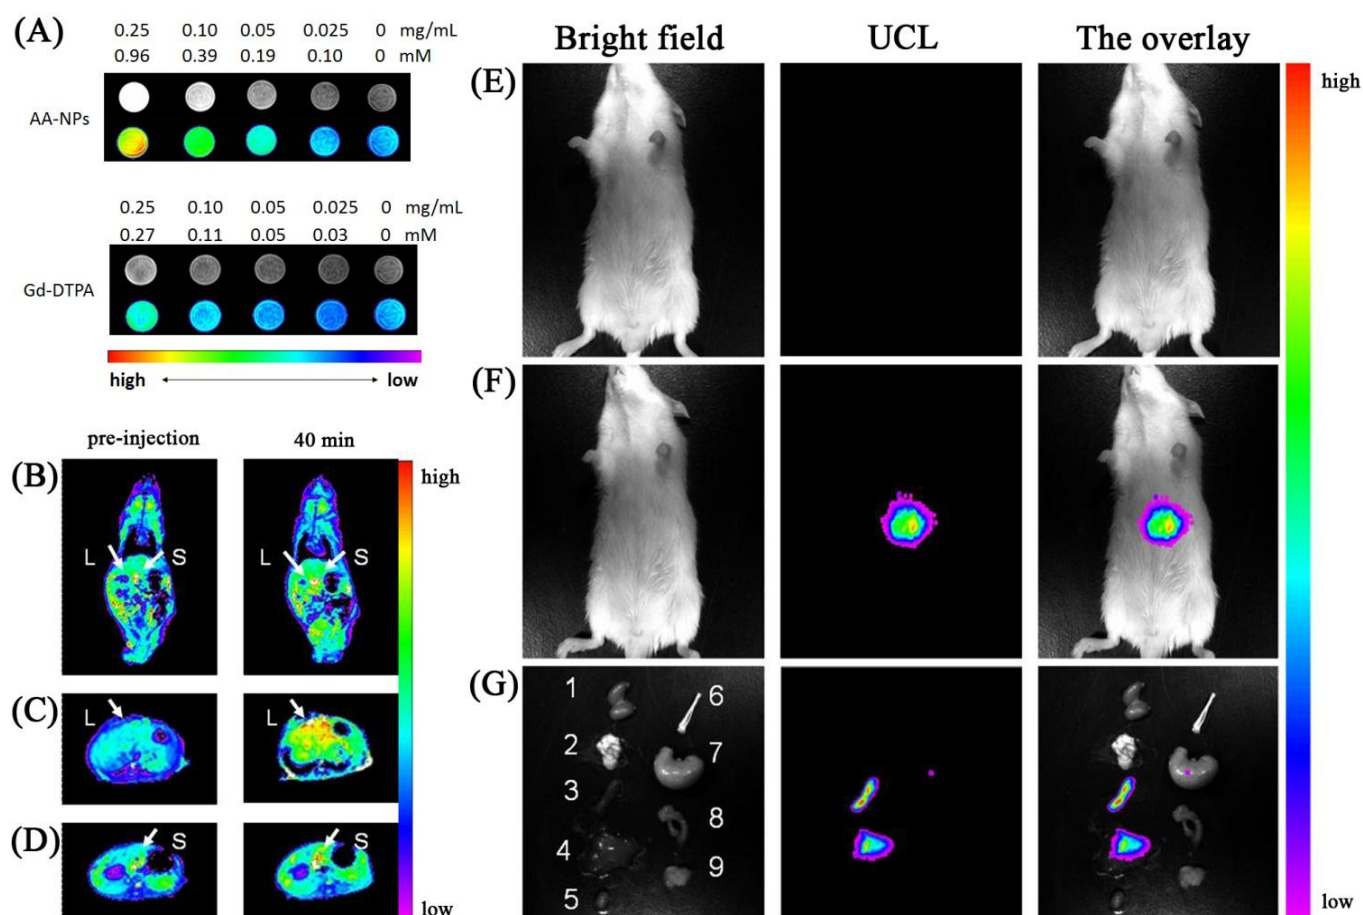 (A)
0.25 0.10 0.05 0.025 0 mg/mL
0.96 0.39 0.19 0.10 0 mM
AA-NPs
0.25 0.10 0.05 0.025 0 mg/mL
0.27 0.11 0.05 0.03 0 mM
Gd-DTPA
high low
pre-injection 40 min
(B)
L S L S
(C)
L L
(D)
S S
high
low
Bright field UCL The overlay
(E)
(F)
(G)
1 6
2 7
3
4 8
5 9
high
low